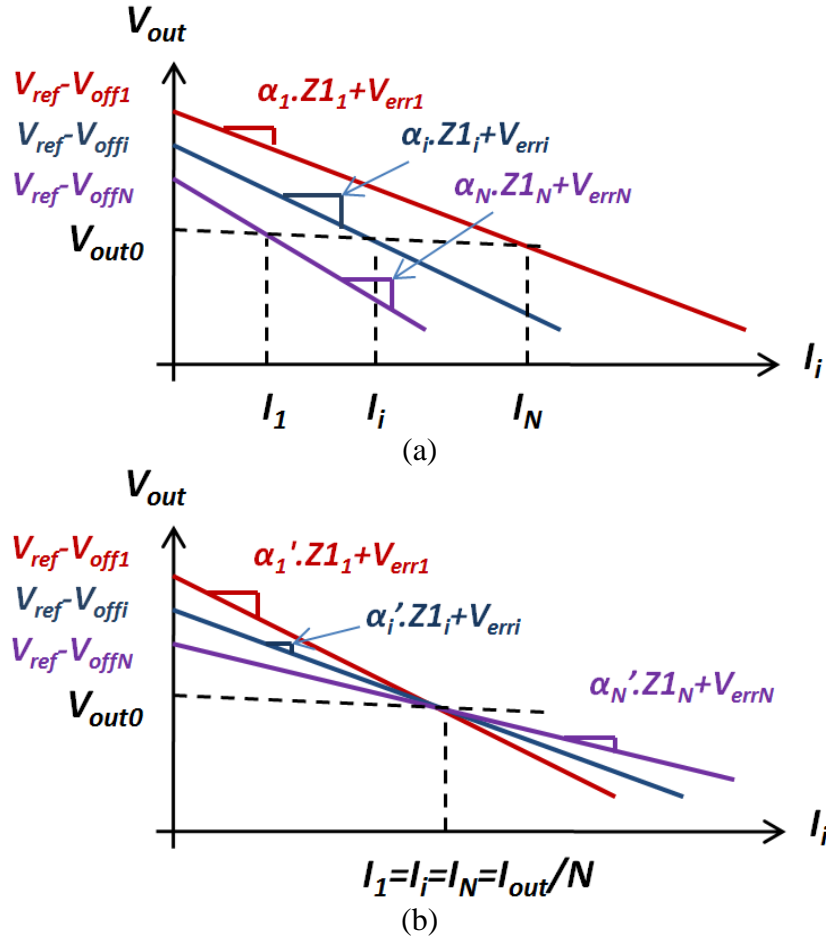 Vout
Vref-Voff1
α1.Z11+Verr1
Vref-Voffi
αi.Z1i+Verri
Vref-VoffN
αN.Z1N+VerrN
Vout0
Ii
I1 Ii IN
(a)
Vout
Vref-Voff1
α1'.Z11+Verr1
Vref-Voffi
αi'.Z1i+Verri
Vref-VoffN
αN'.Z1N+VerrN
Vout0
Ii
I1=Ii=IN=Iout/N
(b)